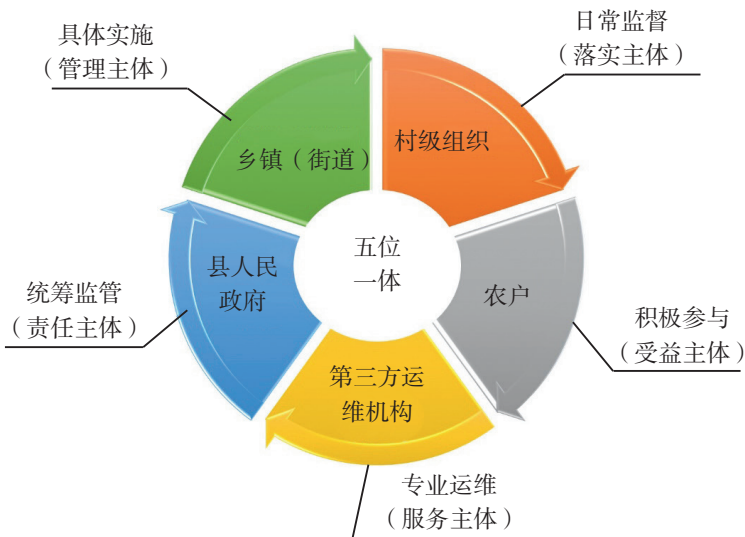 日常监督
（落实主体）
具体实施
（管理主体）
村级组织
乡镇（街道）
五位
一体
县人民
政府
农户
统筹监管
（责任主体）
积极参与
（受益主体）
第三方运
维机构
专业运维
（服务主体）